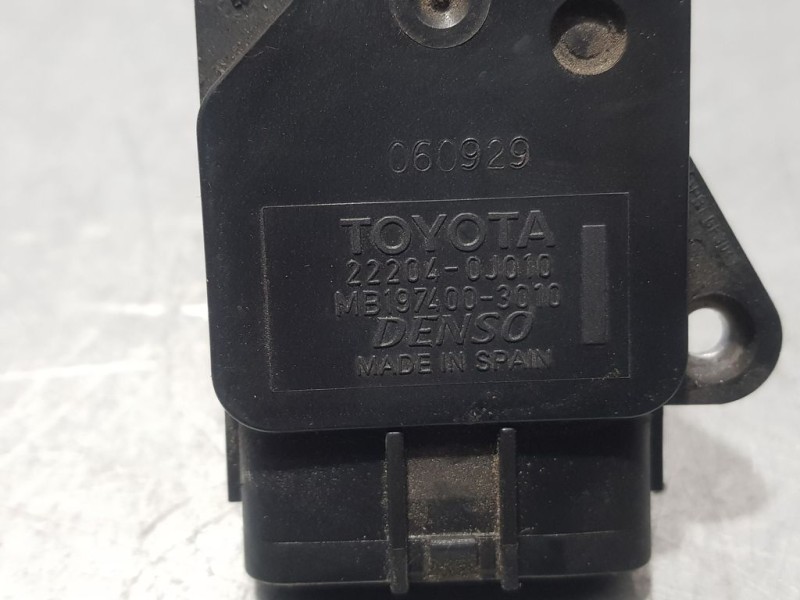 060929
TOYOTA
22204-0J010
MB197400-3010
DENSO
MADE IN SPAIN